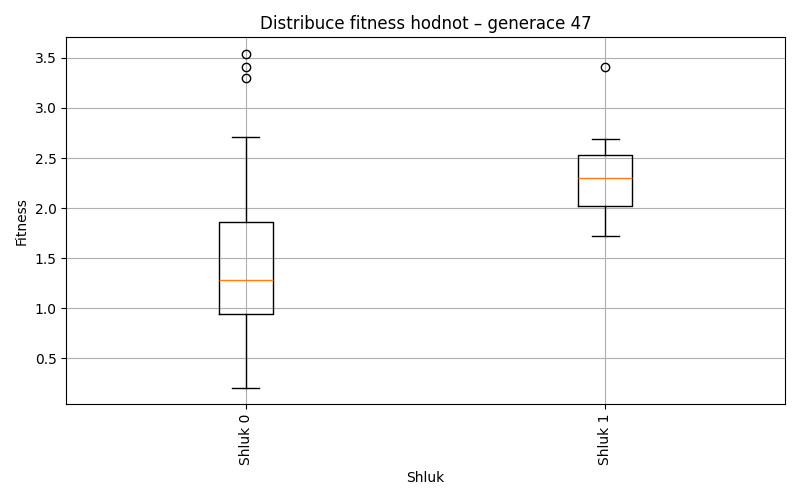 Distribuce fitness hodnot – generace 47
Fitness
3.5
3.0
2.5
2.0
1.5
1.0
0.5
Shluk 0
Shluk 1
Shluk